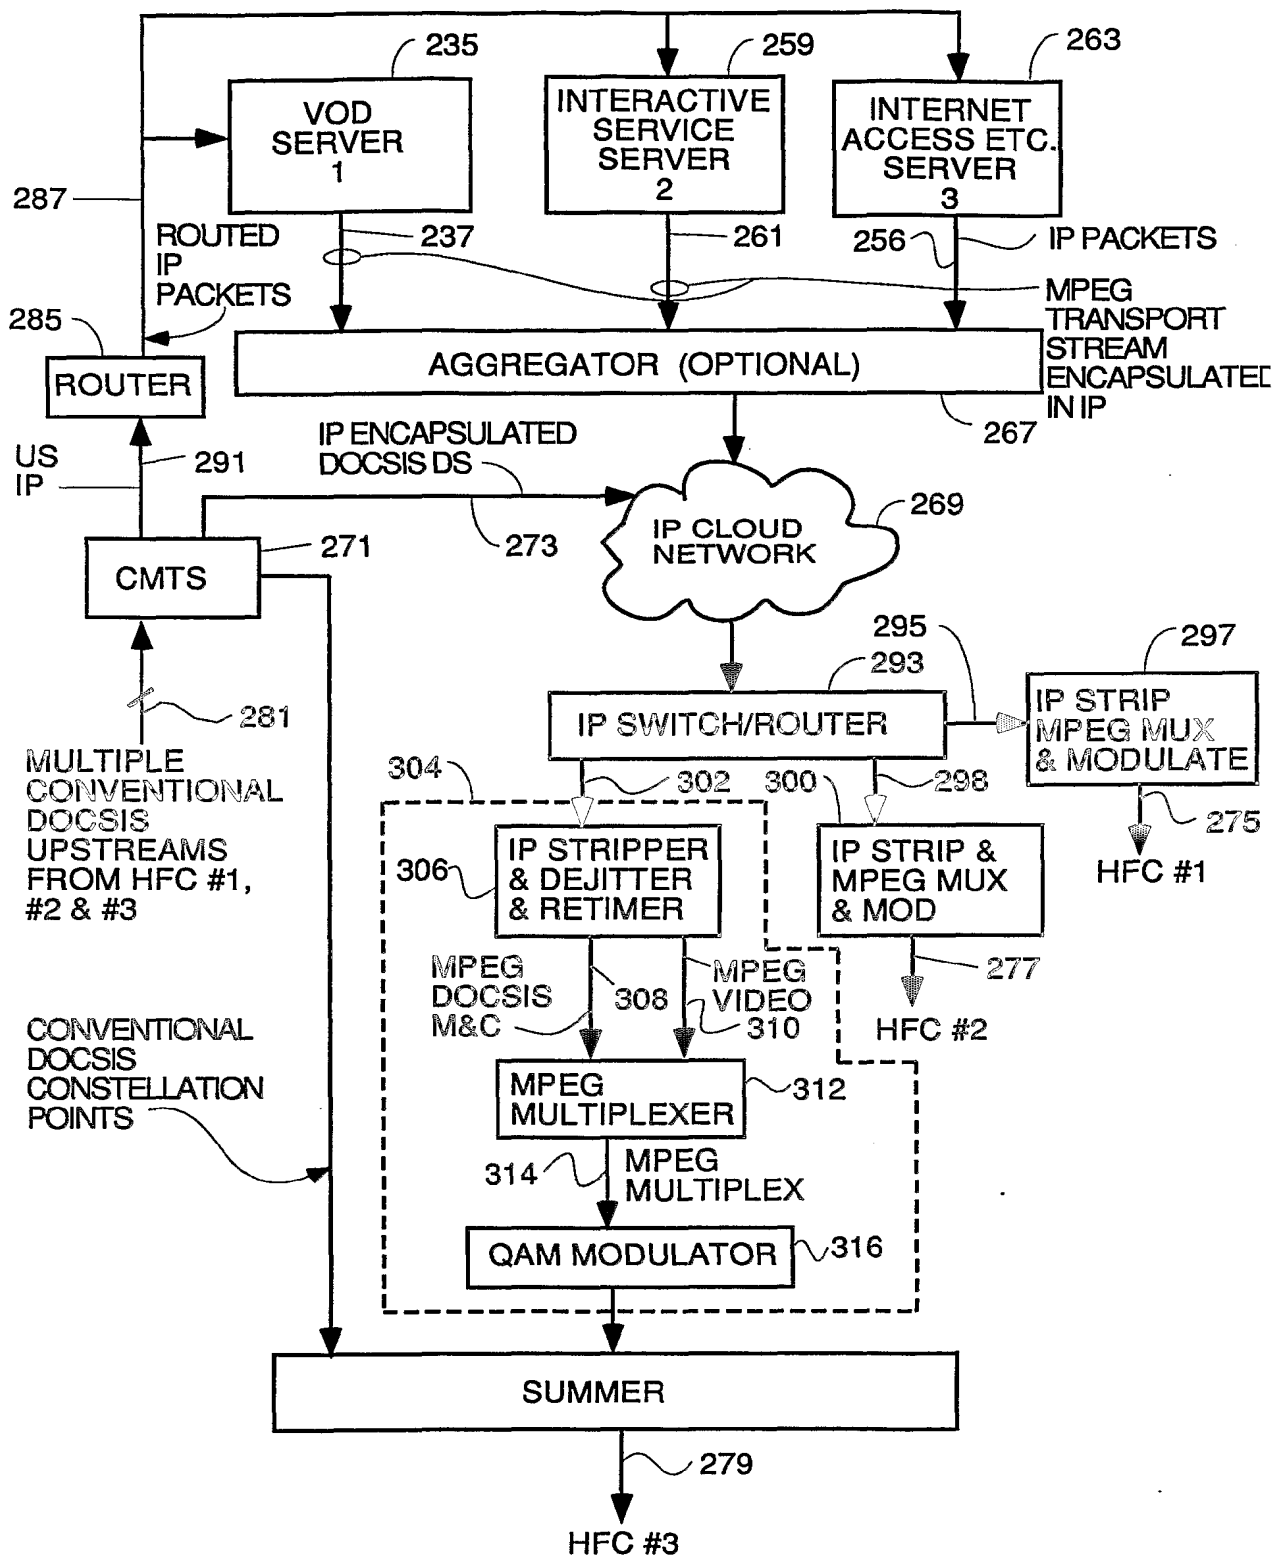 235
259
263
VOD
SERVER
1
INTERACTIVE
SERVICE
SERVER
2
INTERNET
ACCESS ETC.
SERVER
3
287
ROUTED
IP
PACKETS
237
261
256
IP PACKETS
MPEG
TRANSPORT
STREAM
ENCAPSULATED
IN IP
285
ROUTER
AGGREGATOR (OPTIONAL)
267
US
IP
291
IP ENCAPSULATED
DOCSIS DS
273
269
IP CLOUD
NETWORK
271
CMTS
281
MULTIPLE
CONVENTIONAL
DOCSIS
UPSTREAMS
FROM HFC #1,
#2 & #3
293
295
297
IP SWITCH/ROUTER
IP STRIP
MPEG MUX
& MODULATE
275
HFC #1
304
302
300
298
306
IP STRIPPER
& DEJITTER
& RETIMER
IP STRIP &
MPEG MUX
& MOD
277
HFC #2
MPEG
DOCSIS
M&C
308
MPEG
VIDEO
310
CONVENTIONAL
DOCSIS
CONSTELLATION
POINTS
MPEG
MULTIPLEXER
312
314
MPEG
MULTIPLEX
QAM MODULATOR
316
SUMMER
279
HFC #3